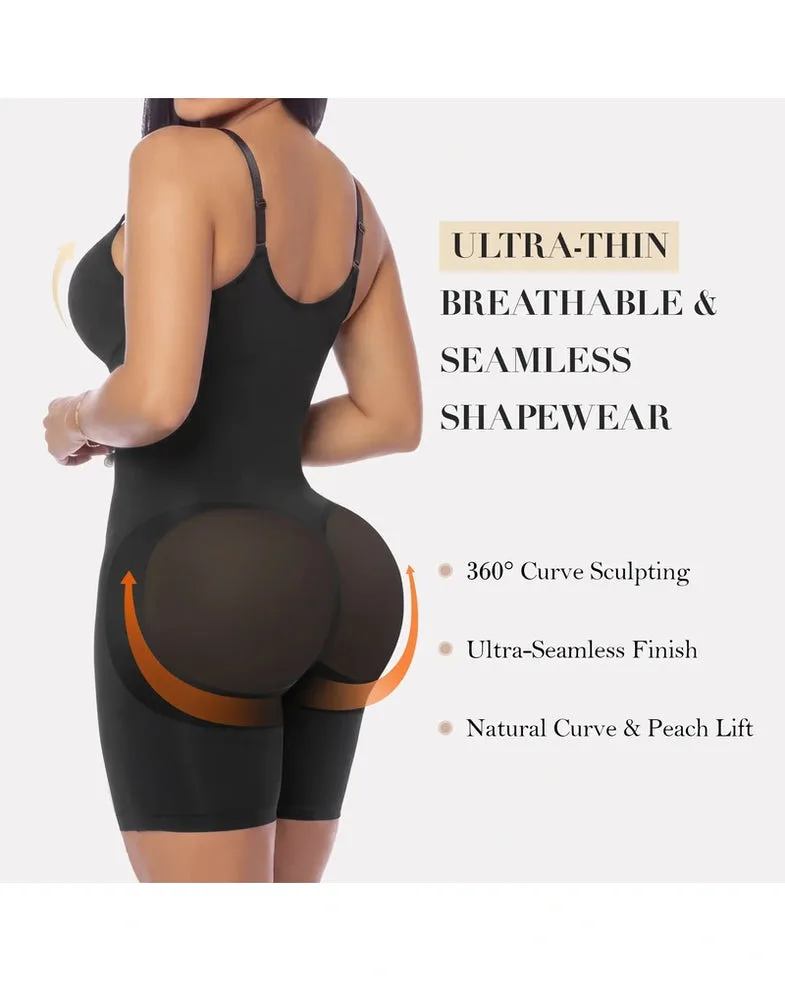 ULTRA-THIN
BREATHABLE &
SEAMLESS
SHAPEWEAR
360° Curve Sculpting
Ultra-Seamless Finish
Natural Curve & Peach Lift